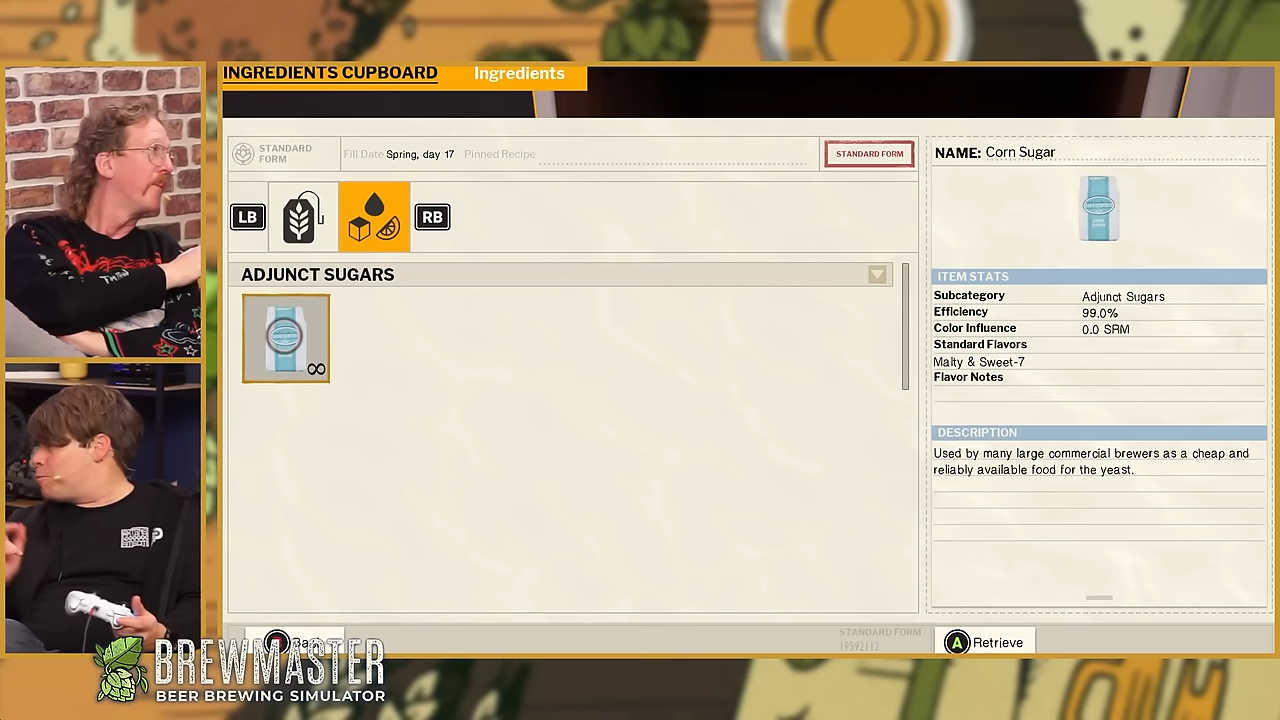 INGREDIENTS CUPBOARD
Ingredients
STANDARD
FORM
Fill Date Spring, day 17 Pinned Recipe
STANDARD FORM
LB
RB
ADJUNCT SUGARS
∞
NAME: Corn Sugar
ITEM STATS
Subcategory Adjunct Sugars
Efficiency 99.0%
Color Influence 0.0 SRM
Standard Flavors
Malty & Sweet-7
Flavor Notes
DESCRIPTION
Used by many large commercial brewers as a cheap and
reliably available food for the yeast.
STANDARD FORM
19592112
A Retrieve
BREWMASTER
BEER BREWING SIMULATOR